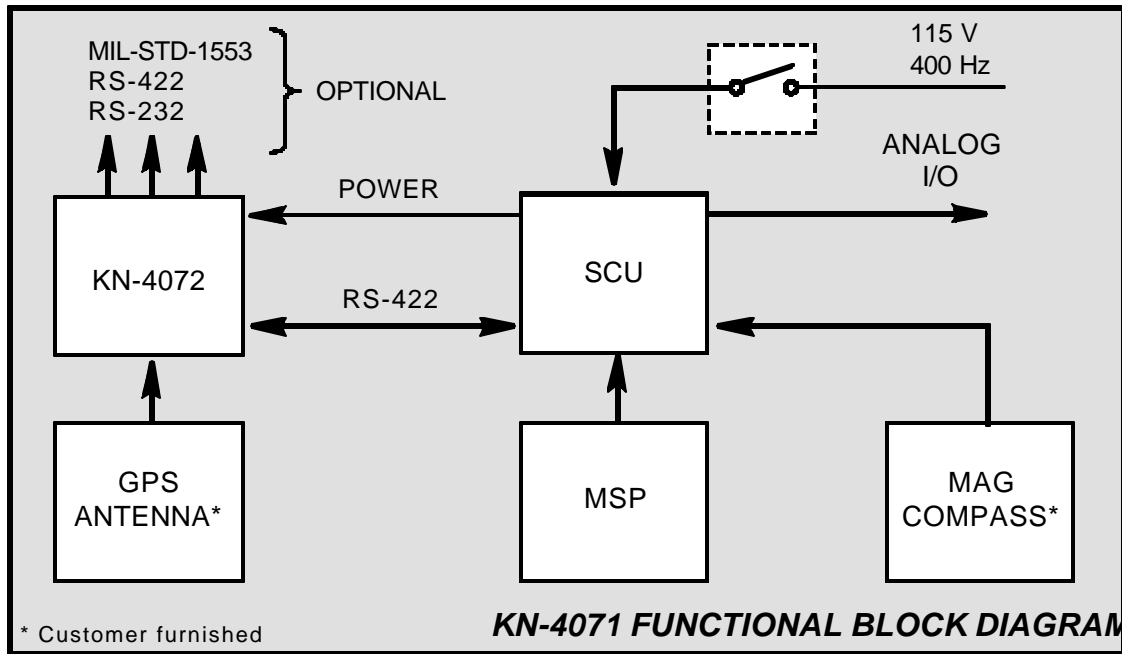 MIL-STD-1553
RS-422
RS-232
OPTIONAL
115 V
400 Hz
ANALOG
I/O
POWER
KN-4072
SCU
RS-422
GPS
ANTENNA*
MSP
MAG
COMPASS*
* Customer furnished
KN-4071 FUNCTIONAL BLOCK DIAGRAM